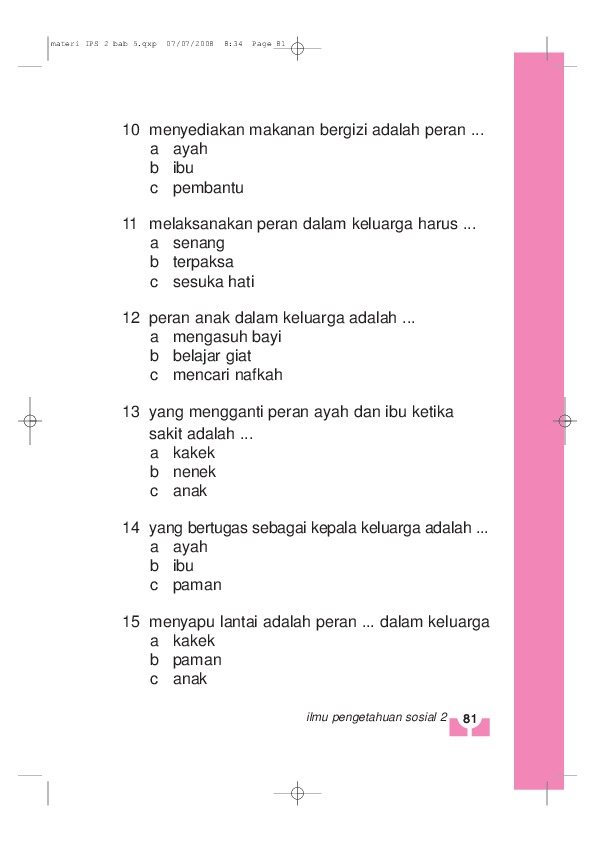 materi IPS 2 bab 5.qxp 07/07/2008 8:34 Page 81
10 menyediakan makanan bergizi adalah peran ...
a ayah
b ibu
c pembantu
11 melaksanakan peran dalam keluarga harus ...
a senang
b terpaksa
c sesuka hati
12 peran anak dalam keluarga adalah ...
a mengasuh bayi
b belajar giat
c mencari nafkah
13 yang mengganti peran ayah dan ibu ketika
sakit adalah ...
a kakek
b nenek
c anak
14 yang bertugas sebagai kepala keluarga adalah ...
a ayah
b ibu
c paman
15 menyapu lantai adalah peran ... dalam keluarga
a kakek
b paman
c anak
ilmu pengetahuan sosial 2 81